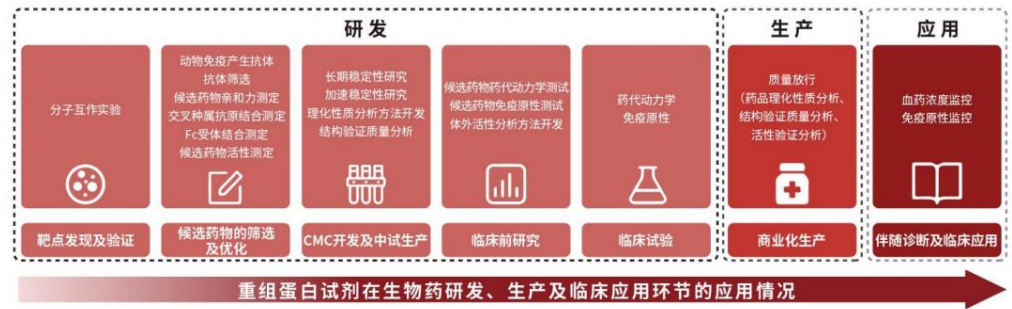 研发
生产
应用
分子互作实验
动物免疫产生抗体
抗体筛选
候选药物亲和力测定
交叉种属抗原结合测定
Fc受体结合测定
候选药物活性测定
长期稳定性研究
加速稳定性研究
理化性质分析方法开发
结构验证质量分析
候选药物药代动力学测试
候选药物免疫原性测试
体外活性分析方法开发
药代动力学
免疫原性
质量放行
（药品理化性质分析、
结构验证质量分析、
活性验证分析）
血药浓度监控
免疫原性监控
靶点发现及验证
候选药物的筛选
及优化
CMC开发及中试生产
临床前研究
临床试验
商业化生产
伴随诊断及临床应用
重组蛋白试剂在生物药研发、生产及临床应用环节的应用情况